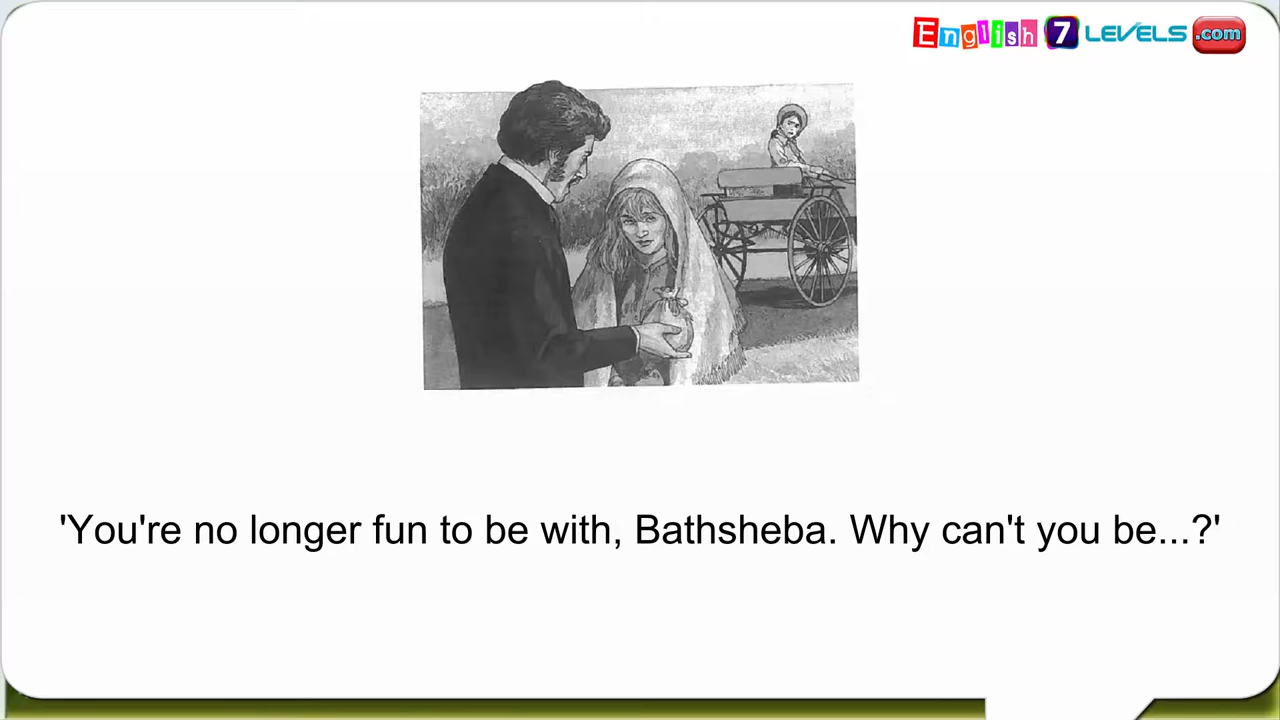 English 7 LEVELS .com
'You're no longer fun to be with, Bathsheba. Why can't you be...?'